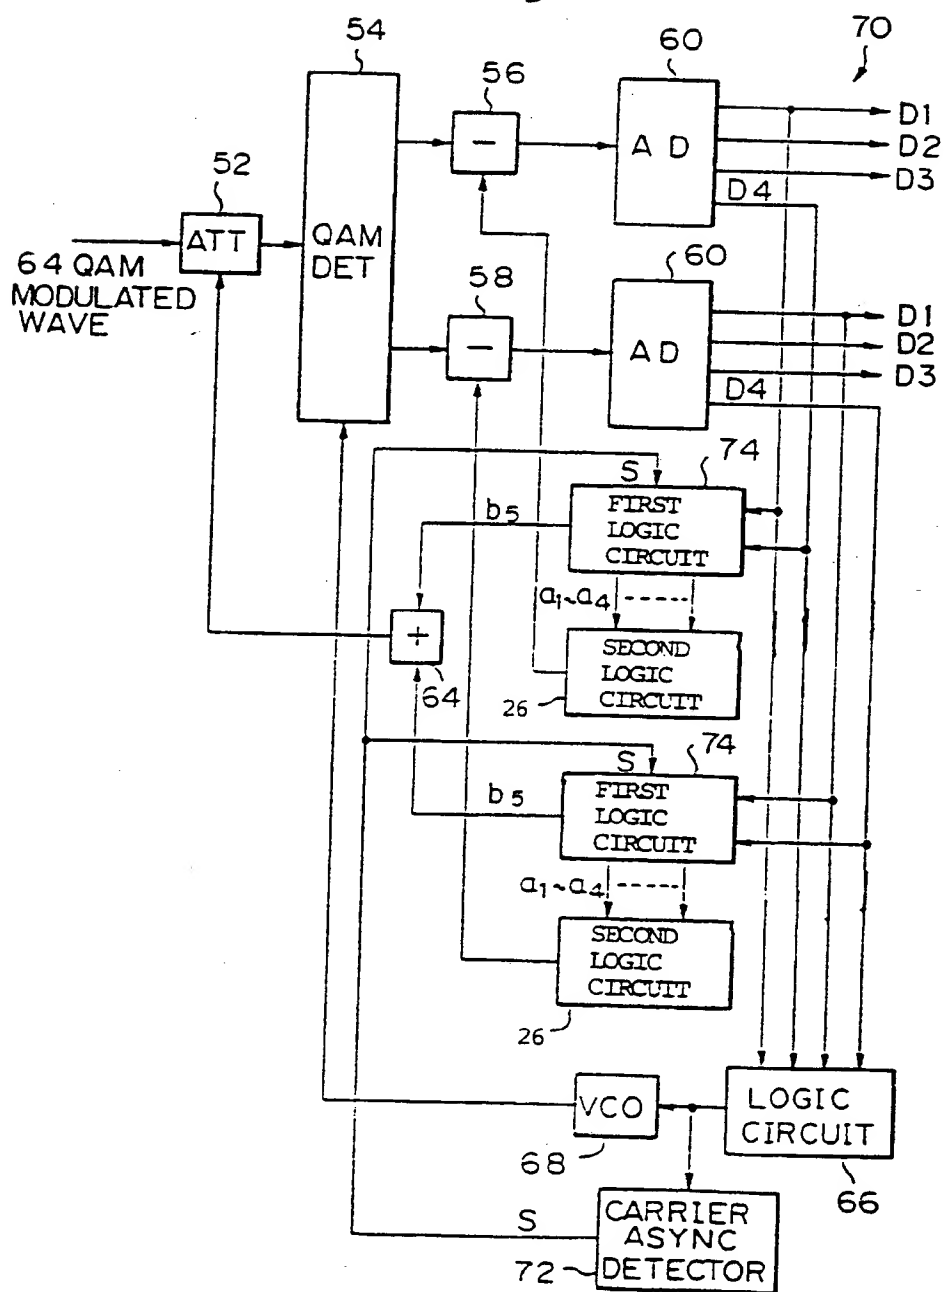 54
60
70
56
D1
D2
D3
D4
A D
52
ATT
QAM
DET
64 QAM
MODULATED
WAVE
58
60
D1
D2
D3
D4
A D
74
S
b5
FIRST
LOGIC
CIRCUIT
a1~a4
+
64
SECOND
LOGIC
CIRCUIT
26
74
S
b5
FIRST
LOGIC
CIRCUIT
a1~a4
SECOND
LOGIC
CIRCUIT
26
VCO
68
LOGIC
CIRCUIT
66
S
CARRIER
ASYNC
DETECTOR
72